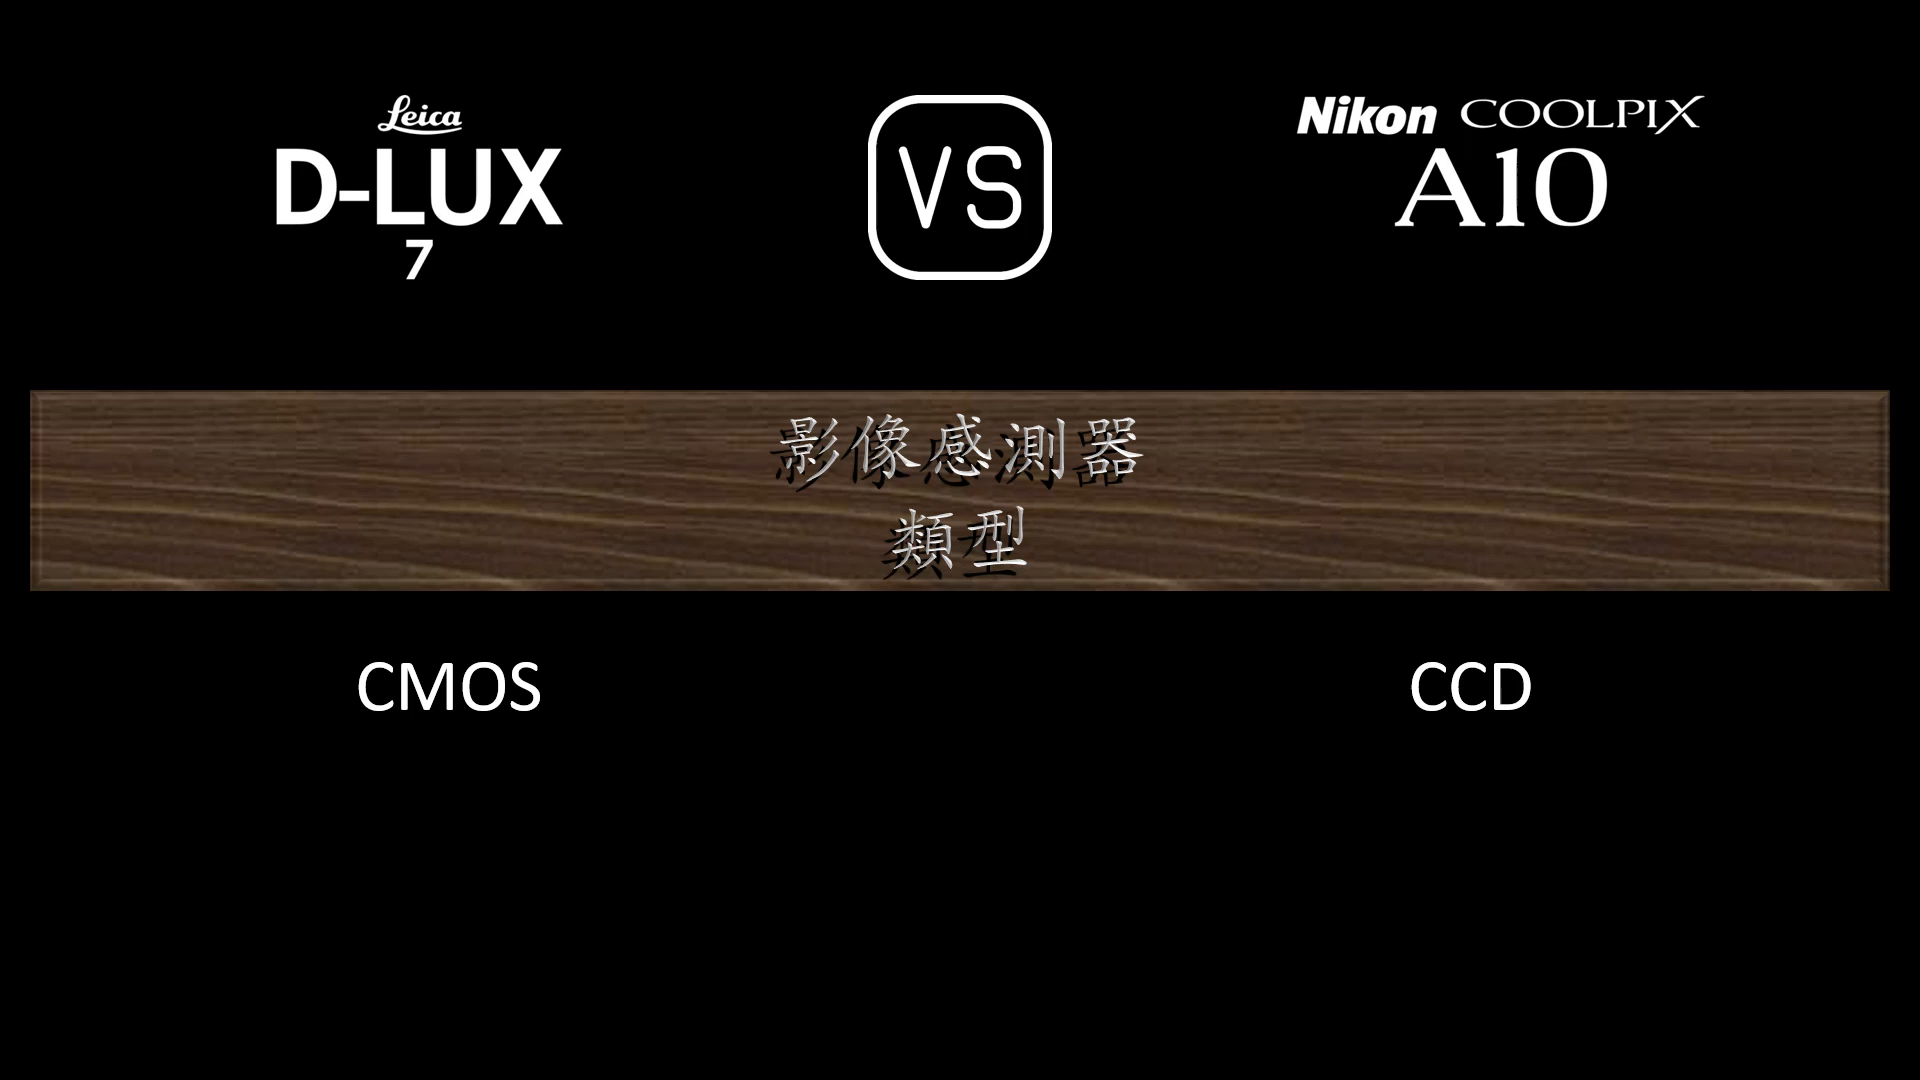 Leica
D-LUX
7
VS
Nikon COOLPIX
A10
影像感測器
類型
CMOS
CCD